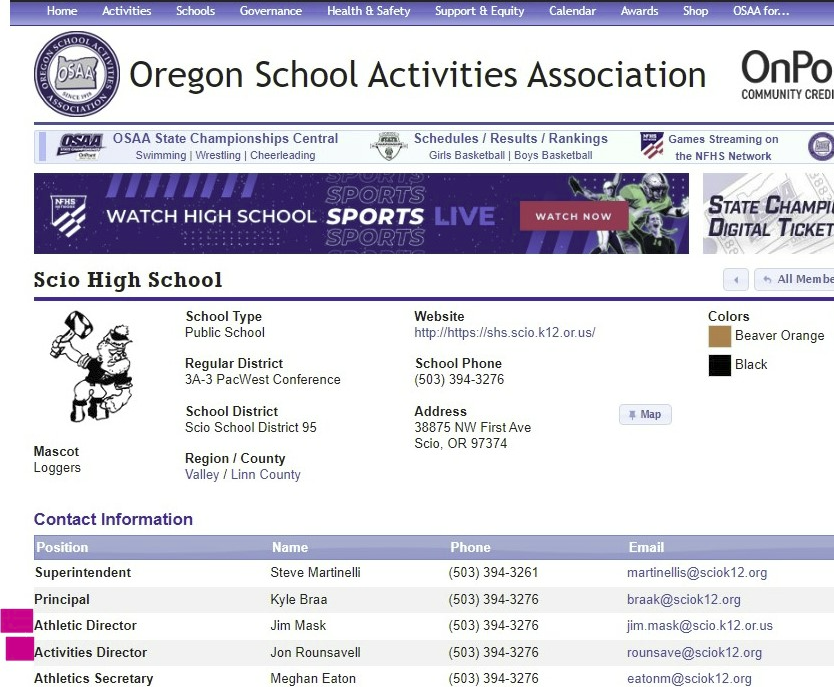 Home Activities Schools Governance Health & Safety Support & Equity Calendar Awards Shop OSAA for...
OREGON SCHOOL ACTIVITIES ASSOCIATION
OSAA
SINCE 1918
Oregon School Activities Association
OnPo
COMMUNITY CREDI
OSAA State Championships Central
Swimming | Wrestling | Cheerleading
Schedules / Results / Rankings
Girls Basketball | Boys Basketball
Games Streaming on
the NFHS Network
NFHS
NETWORK
WATCH HIGH SCHOOL SPORTS LIVE
SPORTS
SPORTS
SPORTS
WATCH NOW
STATE CHAMPI
DIGITAL TICKET
Scio High School
All Membe
School Type
Public School
Regular District
3A-3 PacWest Conference
School District
Scio School District 95
Region / County
Valley / Linn County
Website
http://https://shs.scio.k12.or.us/
School Phone
(503) 394-3276
Address
38875 NW First Ave
Scio, OR 97374
Map
Colors
Beaver Orange
Black
Mascot
Loggers
Contact Information
Position Name Phone Email
Superintendent Steve Martinelli (503) 394-3261 martinellis@sciok12.org
Principal Kyle Braa (503) 394-3276 braak@sciok12.org
Athletic Director Jim Mask (503) 394-3276 jim.mask@scio.k12.or.us
Activities Director Jon Rounsavell (503) 394-3276 rounsave@sciok12.org
Athletics Secretary Meghan Eaton (503) 394-3276 eatonm@sciok12.org